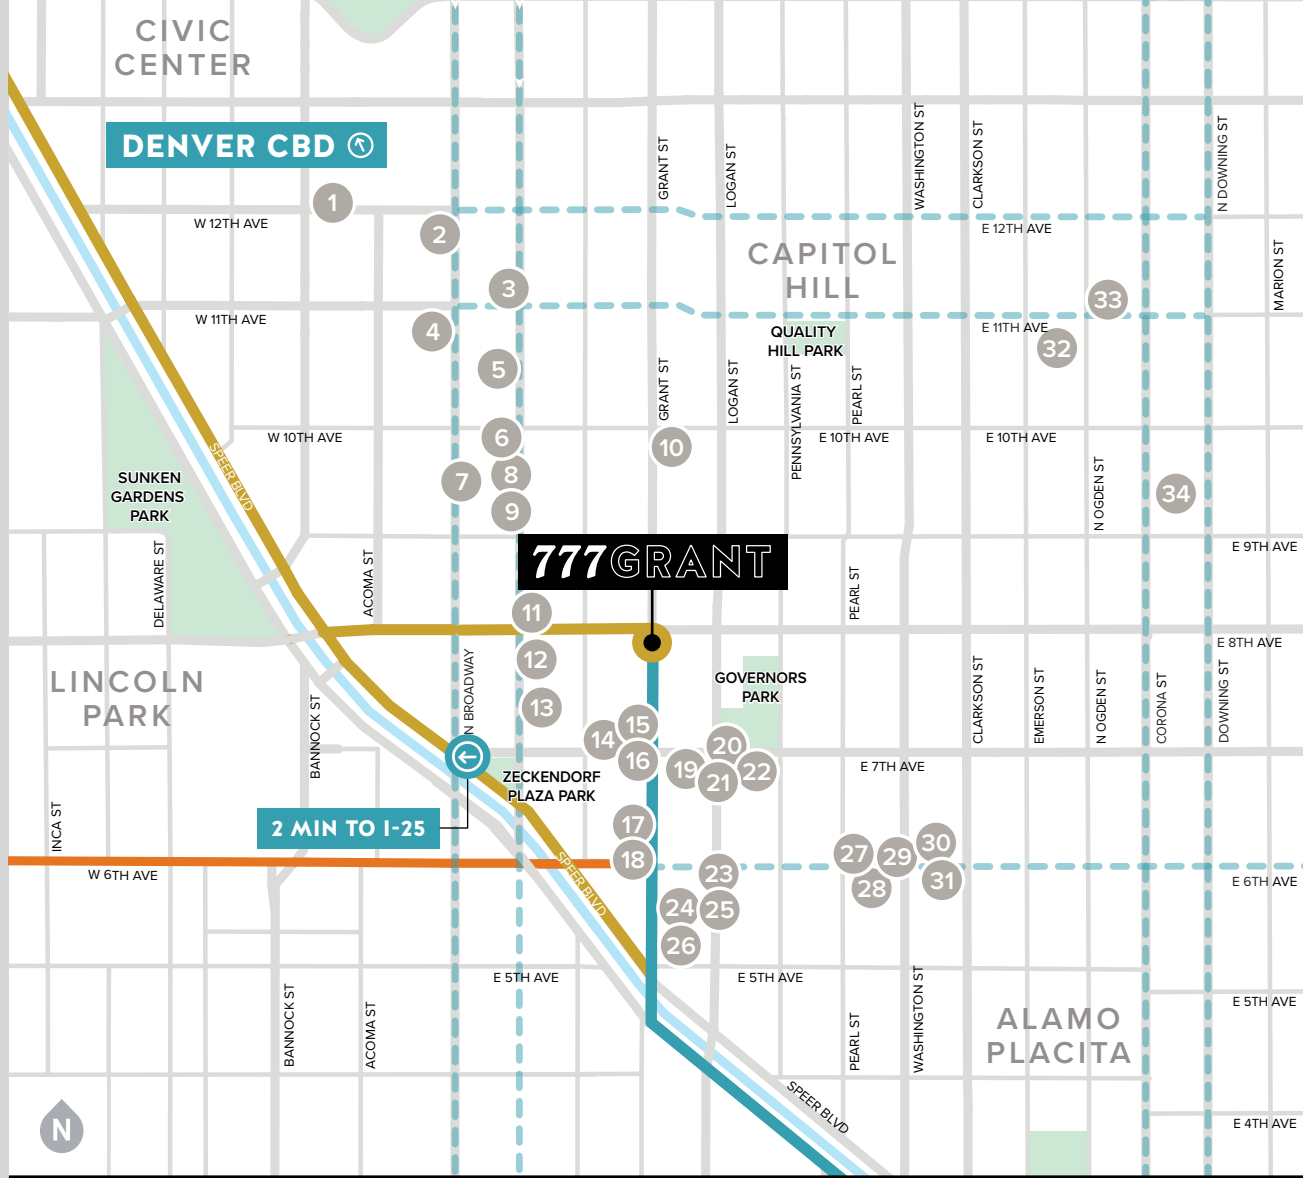 CIVIC
CENTER
DENVER CBD
WASHINGTON ST
CLARKSON ST
N DOWNING ST
GRANT ST
LOGAN ST
1
W 12TH AVE
2
E 12TH AVE
CAPITOL
HILL
MARION ST
3
33
W 11TH AVE
4
E 11TH AVE
QUALITY
HILL PARK
32
5
GRANT ST
LOGAN ST
PENNSYLVANIA ST
PEARL ST
W 10TH AVE
6
10
E 10TH AVE
E 10TH AVE
SPEER BLVD
SUNKEN
GARDENS
PARK
7
8
9
N OGDEN ST
34
777 GRANT
E 9TH AVE
DELAWARE ST
ACOMA ST
PEARL ST
11
E 8TH AVE
12
LINCOLN
PARK
N BROADWAY
GOVERNORS
PARK
CLARKSON ST
EMERSON ST
N OGDEN ST
CORONA ST
DOWNING ST
BANNOCK ST
13
14
15
16
19
20
21
22
E 7TH AVE
ZECKENDORF
PLAZA PARK
2 MIN TO I-25
INCA ST
17
18
W 6TH AVE
SPEER BLVD
23
24
25
26
27
28
29
30
31
E 6TH AVE
E 5TH AVE
E 5TH AVE
E 5TH AVE
BANNOCK ST
ACOMA ST
PEARL ST
WASHINGTON ST
ALAMO
PLACITA
SPEER BLVD
N
E 4TH AVE